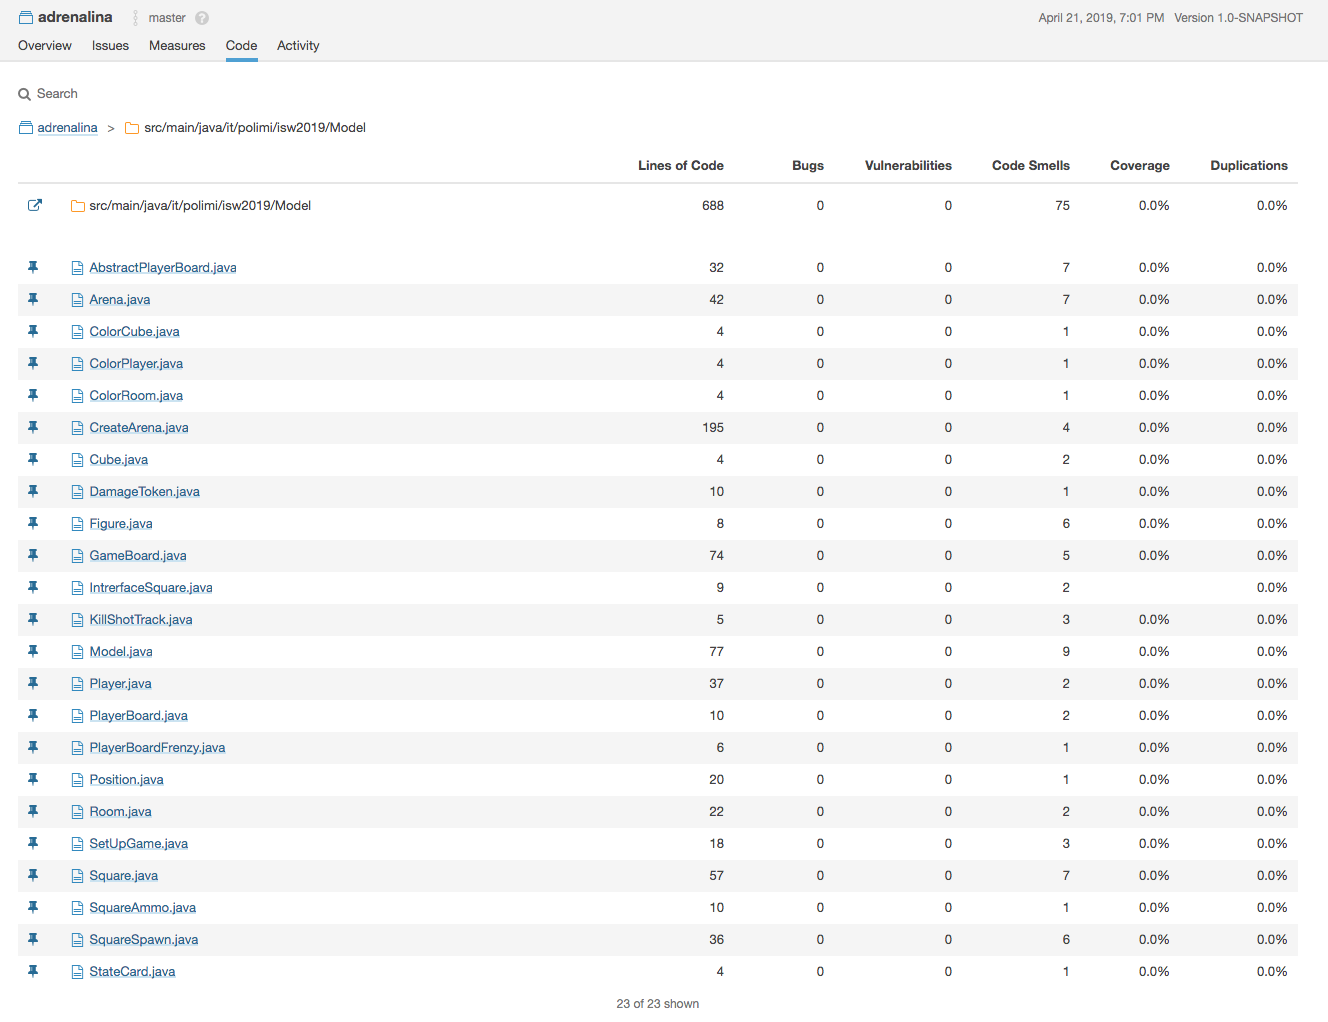 adrenalina master ? April 21, 2019, 7:01 PM Version 1.0-SNAPSHOT
Overview Issues Measures Code Activity
Search
adrenalina > src/main/java/it/polimi/isw2019/Model
Lines of Code Bugs Vulnerabilities Code Smells Coverage Duplications
src/main/java/it/polimi/isw2019/Model 688 0 0 75 0.0% 0.0%
AbstractPlayerBoard.java 32 0 0 7 0.0% 0.0%
Arena.java 42 0 0 7 0.0% 0.0%
ColorCube.java 4 0 0 1 0.0% 0.0%
ColorPlayer.java 4 0 0 1 0.0% 0.0%
ColorRoom.java 4 0 0 1 0.0% 0.0%
CreateArena.java 195 0 0 4 0.0% 0.0%
Cube.java 4 0 0 2 0.0% 0.0%
DamageToken.java 10 0 0 1 0.0% 0.0%
Figure.java 8 0 0 6 0.0% 0.0%
GameBoard.java 74 0 0 5 0.0% 0.0%
IntrerfaceSquare.java 9 0 0 2 0.0%
KillShotTrack.java 5 0 0 3 0.0% 0.0%
Model.java 77 0 0 9 0.0% 0.0%
Player.java 37 0 0 2 0.0% 0.0%
PlayerBoard.java 10 0 0 2 0.0% 0.0%
PlayerBoardFrenzy.java 6 0 0 1 0.0% 0.0%
Position.java 20 0 0 1 0.0% 0.0%
Room.java 22 0 0 2 0.0% 0.0%
SetUpGame.java 18 0 0 3 0.0% 0.0%
Square.java 57 0 0 7 0.0% 0.0%
SquareAmmo.java 10 0 0 1 0.0% 0.0%
SquareSpawn.java 36 0 0 6 0.0% 0.0%
StateCard.java 4 0 0 1 0.0% 0.0%
23 of 23 shown